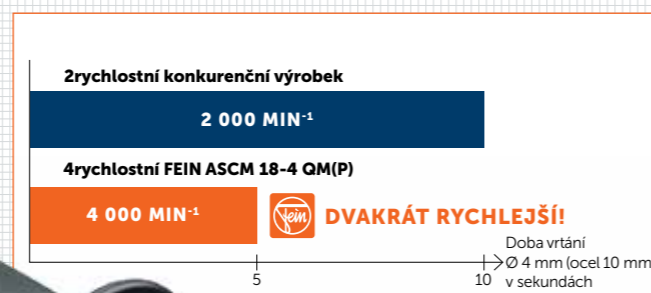 2rychlostní konkurenční výrobek
2 000 MIN⁻¹
4rychlostní FEIN ASCM 18-4 QM(P)
4 000 MIN⁻¹
Fein
DVAKRÁT RYCHLEJŠÍ!
Doba vrtání
Ø 4 mm (ocel 10 mm
v sekundách
5
10